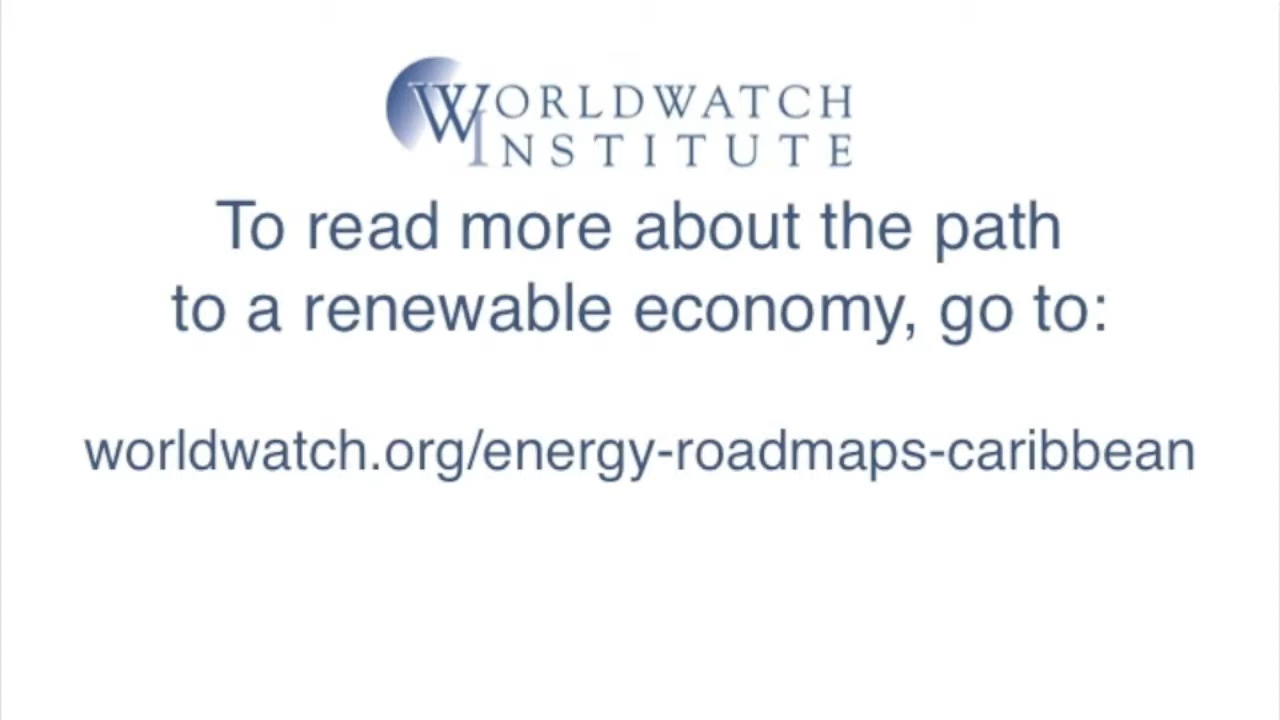 WORLDWATCH
INSTITUTE
To read more about the path
to a renewable economy, go to:
worldwatch.org/energy-roadmaps-caribbean